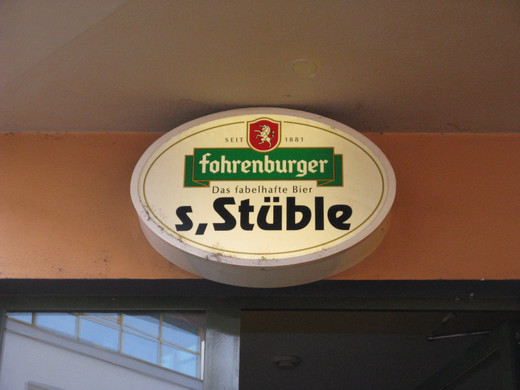 SEIT 1881
fohrenburger
Das fabelhafte Bier
s,Stüble